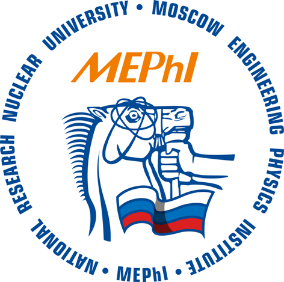 NATIONAL RESEARCH NUCLEAR UNIVERSITY • MOSCOW ENGINEERING PHYSICS INSTITUTE • MEPhI •
MEPhI